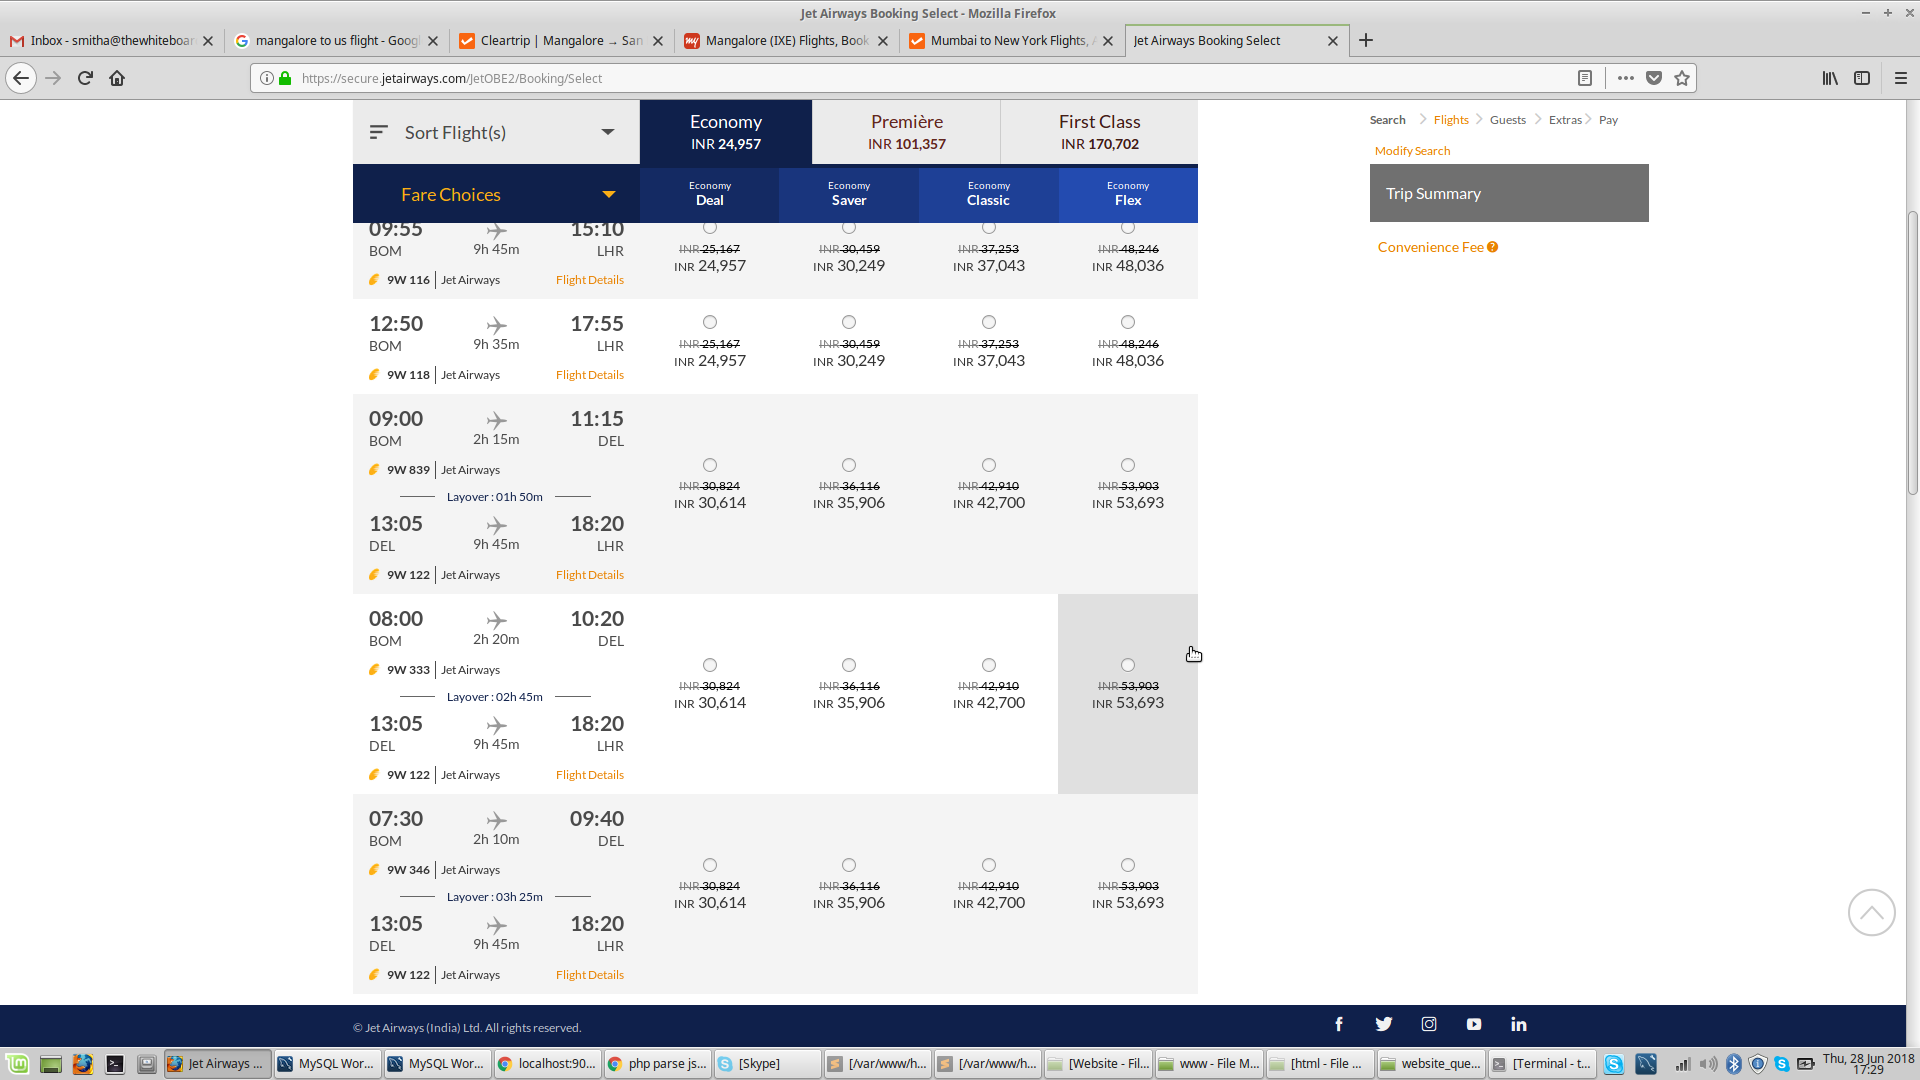 Jet Airways Booking Select - Mozilla Firefox
Inbox - smitha@thewhiteboar
mangalore to us flight - Goog
Cleartrip | Mangalore → San
Mangalore (IXE) Flights, Book
Mumbai to New York Flights,
Jet Airways Booking Select
https://secure.jetairways.com/JetOBE2/Booking/Select
Sort Flight(s)
Economy
INR 24,957
Première
INR 101,357
First Class
INR 170,702
Search Flights Guests Extras Pay
Modify Search
Trip Summary
Convenience Fee ?
Fare Choices
Economy
Deal
Economy
Saver
Economy
Classic
Economy
Flex
09:55 15:10
BOM 9h 45m LHR
INR 25,167 INR 30,459 INR 37,253 INR 48,246
INR 24,957 INR 30,249 INR 37,043 INR 48,036
9W 116 | Jet Airways Flight Details
12:50 17:55
BOM 9h 35m LHR
INR 25,167 INR 30,459 INR 37,253 INR 48,246
INR 24,957 INR 30,249 INR 37,043 INR 48,036
9W 118 | Jet Airways Flight Details
09:00 11:15
BOM 2h 15m DEL
9W 839 | Jet Airways
INR 30,824 INR 36,116 INR 42,910 INR 53,903
INR 30,614 INR 35,906 INR 42,700 INR 53,693
Layover : 01h 50m
13:05 18:20
DEL 9h 45m LHR
9W 122 | Jet Airways Flight Details
08:00 10:20
BOM 2h 20m DEL
9W 333 | Jet Airways
INR 30,824 INR 36,116 INR 42,910 INR 53,903
INR 30,614 INR 35,906 INR 42,700 INR 53,693
Layover : 02h 45m
13:05 18:20
DEL 9h 45m LHR
9W 122 | Jet Airways Flight Details
07:30 09:40
BOM 2h 10m DEL
9W 346 | Jet Airways
INR 30,824 INR 36,116 INR 42,910 INR 53,903
INR 30,614 INR 35,906 INR 42,700 INR 53,693
Layover : 03h 25m
13:05 18:20
DEL 9h 45m LHR
9W 122 | Jet Airways Flight Details
© Jet Airways (India) Ltd. All rights reserved.
Jet Airways ...
MySQL Wor...
MySQL Wor...
localhost:90...
php parse js...
[Skype]
[/var/www/h...
[/var/www/h...
[Website - Fil...
www - File M...
[html - File ...
website_que...
[Terminal - t...
Thu, 28 Jun 2018
17:29